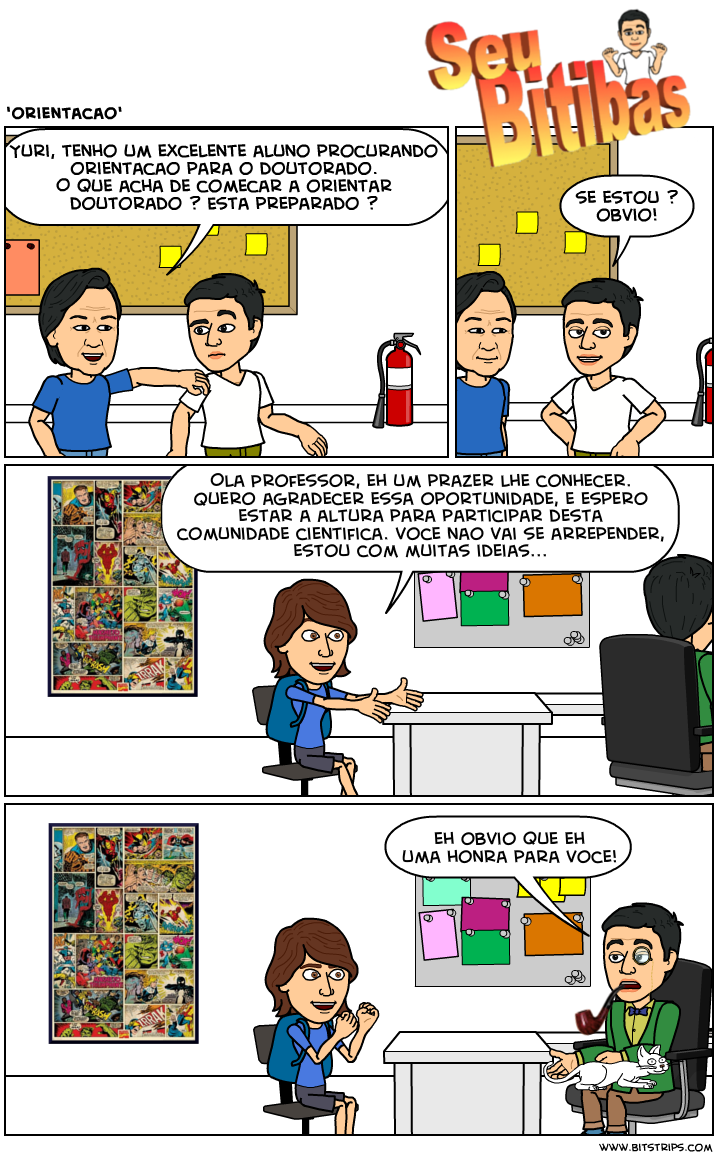 Seu
Bitibas
'ORIENTACAO'
YURI, TENHO UM EXCELENTE ALUNO PROCURANDO
ORIENTACAO PARA O DOUTORADO.
O QUE ACHA DE COMECAR A ORIENTAR
DOUTORADO ? ESTA PREPARADO ?
SE ESTOU ?
OBVIO!
OLA PROFESSOR, EH UM PRAZER LHE CONHECER.
QUERO AGRADECER ESSA OPORTUNIDADE, E ESPERO
ESTAR A ALTURA PARA PARTICIPAR DESTA
COMUNIDADE CIENTIFICA. VOCE NAO VAI SE ARREPENDER,
ESTOU COM MUITAS IDEIAS...
EH OBVIO QUE EH
UMA HONRA PARA VOCE!
WWW.BITSTRIPS.COM